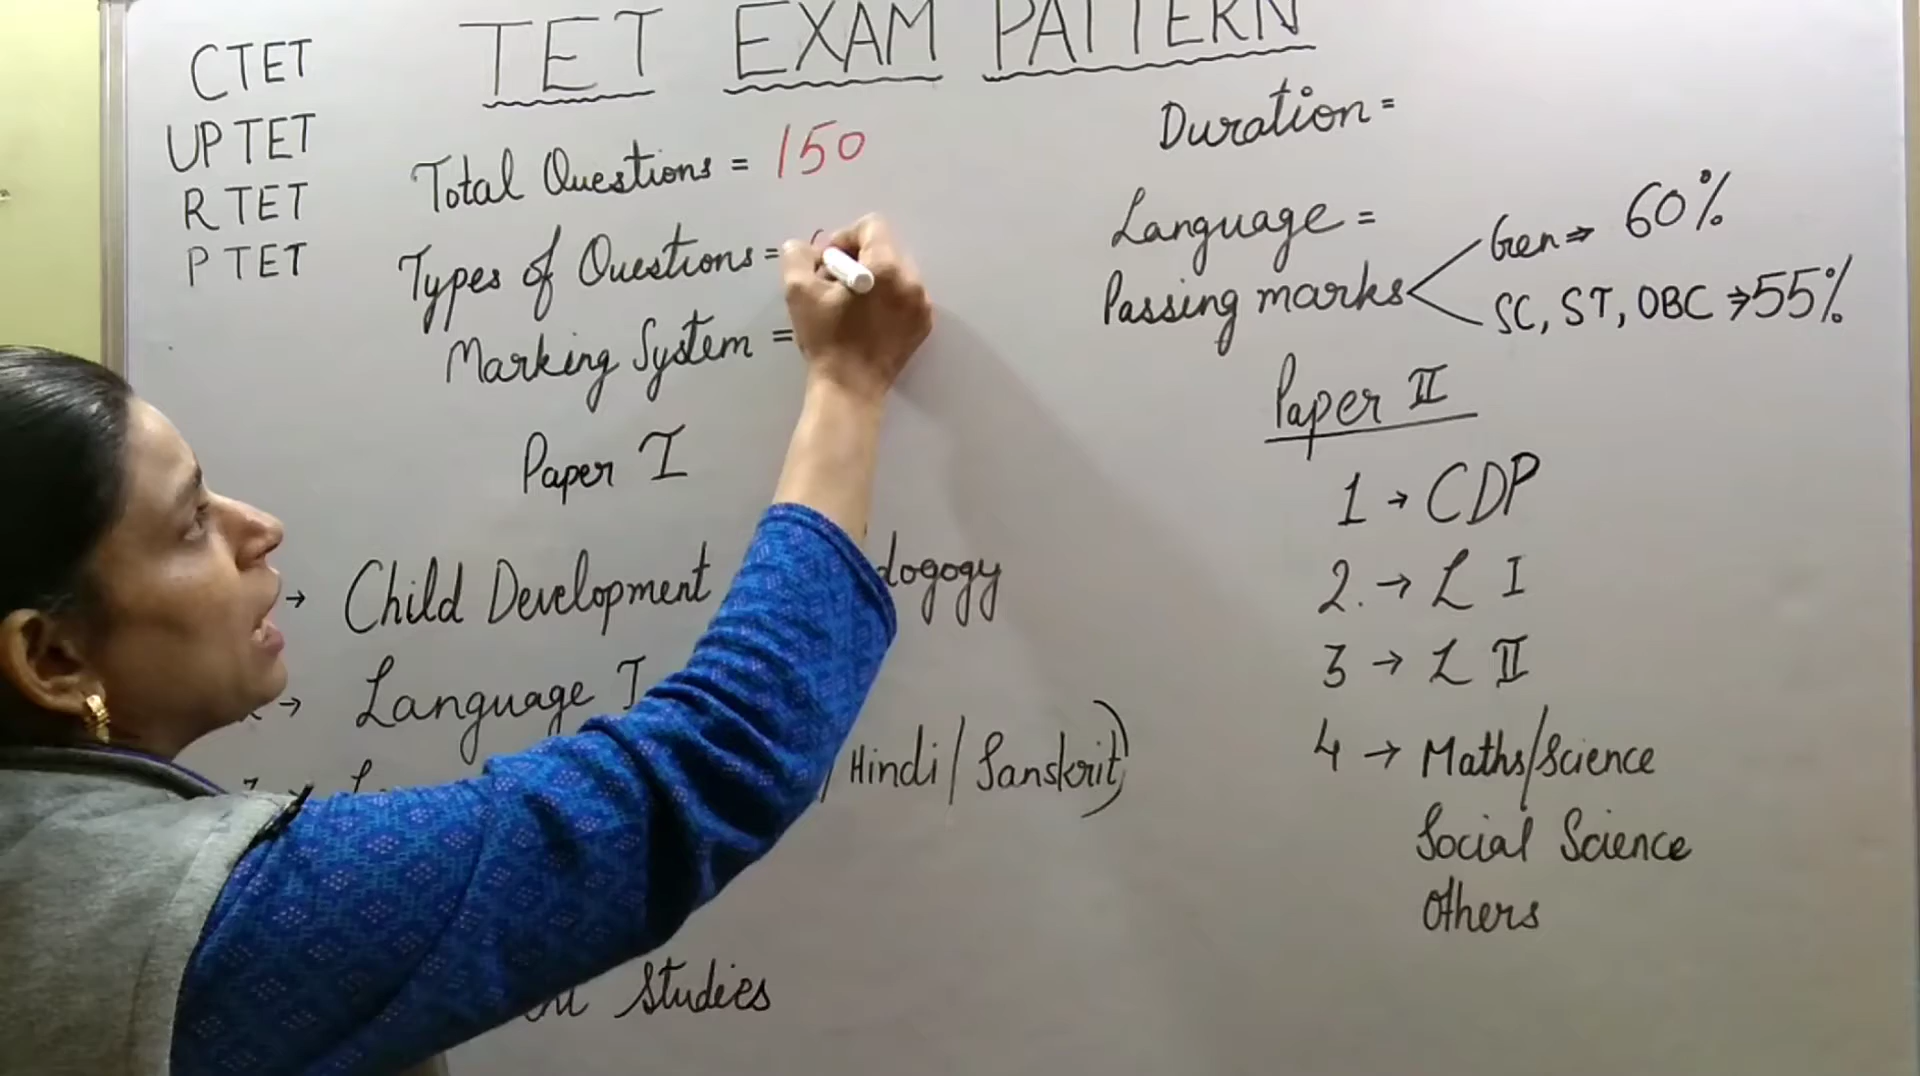 TET EXAM PATTERN
CTET
UPTET
RTET
PTET
Total Questions = 150
Types of Questions =
Marking System =
Paper I
→ Child Development
→ Language I
Hindi / Sanskrit)
Studies
Duration =
Language =
Passing marks
Gen ⇒ 60%
SC, ST, OBC ⇒ 55%
Paper II
1 → CDP
2. → L I
3 → L II
4 → Maths/Science
Social Science
Others